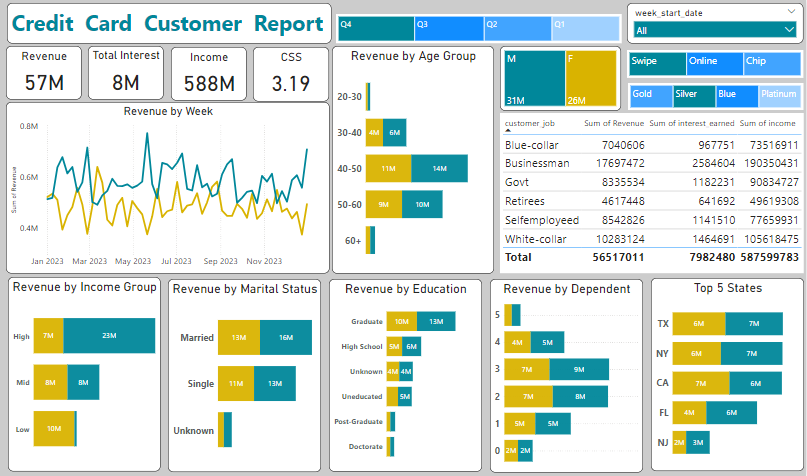 Credit Card Customer Report
Q4 Q3 Q2 Q1
week_start_date
All
Revenue
57M
Total Interest
8M
Income
588M
CSS
3.19
Revenue by Age Group
20-30
30-40 4M 6M
40-50 11M 14M
50-60 9M 10M
60+
M F
31M 26M
Swipe Online Chip
Gold Silver Blue Platinum
Revenue by Week
Sum of Revenue
0.8M
0.6M
0.4M
Jan 2023 Mar 2023 May 2023 Jul 2023 Sep 2023 Nov 2023
customer_job Sum of Revenue Sum of interest_earned Sum of income
Blue-collar 7040606 967751 73516911
Businessman 17697472 2584604 190350431
Govt 8335534 1182231 90834727
Retirees 4617448 641692 49619308
Selfemployeed 8542826 1141510 77659931
White-collar 10283124 1464691 105618475
Total 56517011 7982480 587599783
Revenue by Income Group
High 7M 23M
Mid 8M 8M
Low 10M
Revenue by Marital Status
Married 13M 16M
Single 11M 13M
Unknown
Revenue by Education
Graduate 10M 13M
High School 5M 6M
Unknown 4M 4M
Uneducated 5M
Post-Graduate
Doctorate
Revenue by Dependent
5
4 4M 5M
3 7M 9M
2 7M 8M
1 5M 5M
0 2M 2M
Top 5 States
TX 6M 7M
NY 6M 7M
CA 7M 6M
FL 4M 6M
NJ 2M 3M